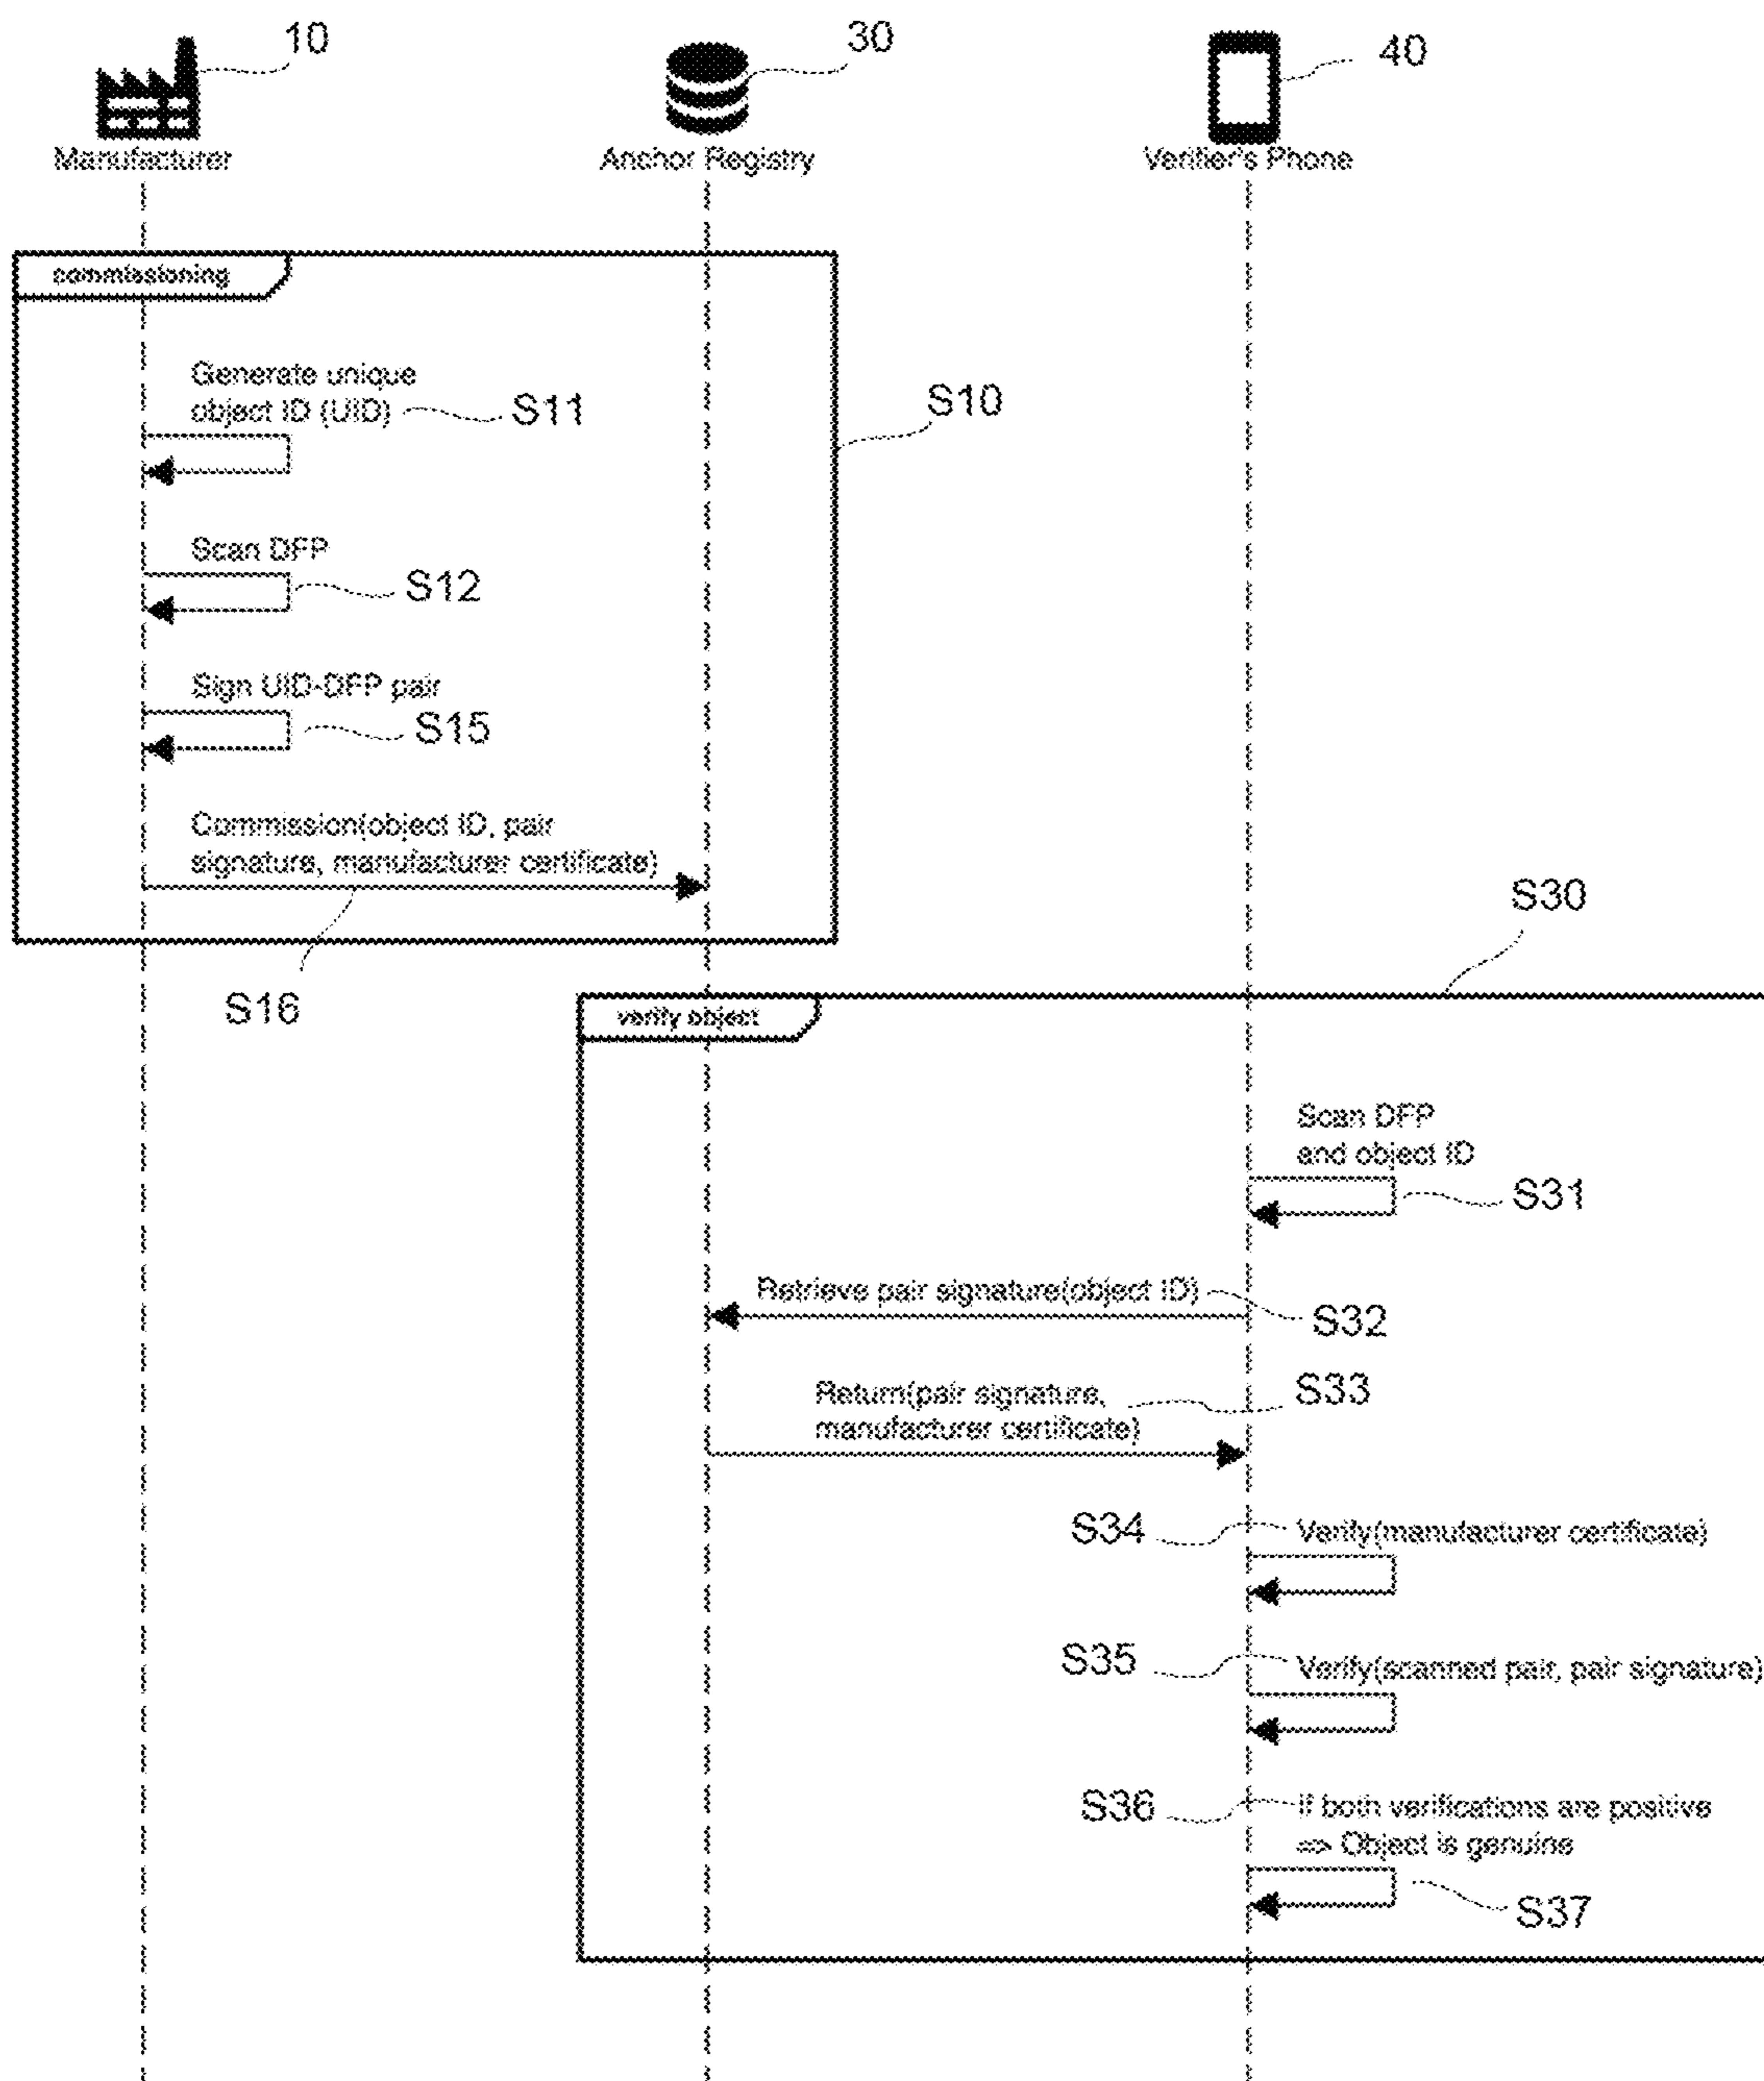 10
30
40
Manufacturer
Anchor Registry
Verifier's Phone
commissioning
Generate unique
object ID (UID)
S11
S10
Scan DFP
S12
Sign UID-DFP pair
S15
Commission(object ID, pair
signature, manufacturer certificate)
S16
S30
verify object
Scan DFP
and object ID
S31
Retrieve pair signature(object ID)
S32
Return(pair signature,
manufacturer certificate)
S33
S34
Verify(manufacturer certificate)
S35
Verify(scanned pair, pair signature)
S36
If both verifications are positive
=> Object is genuine
S37